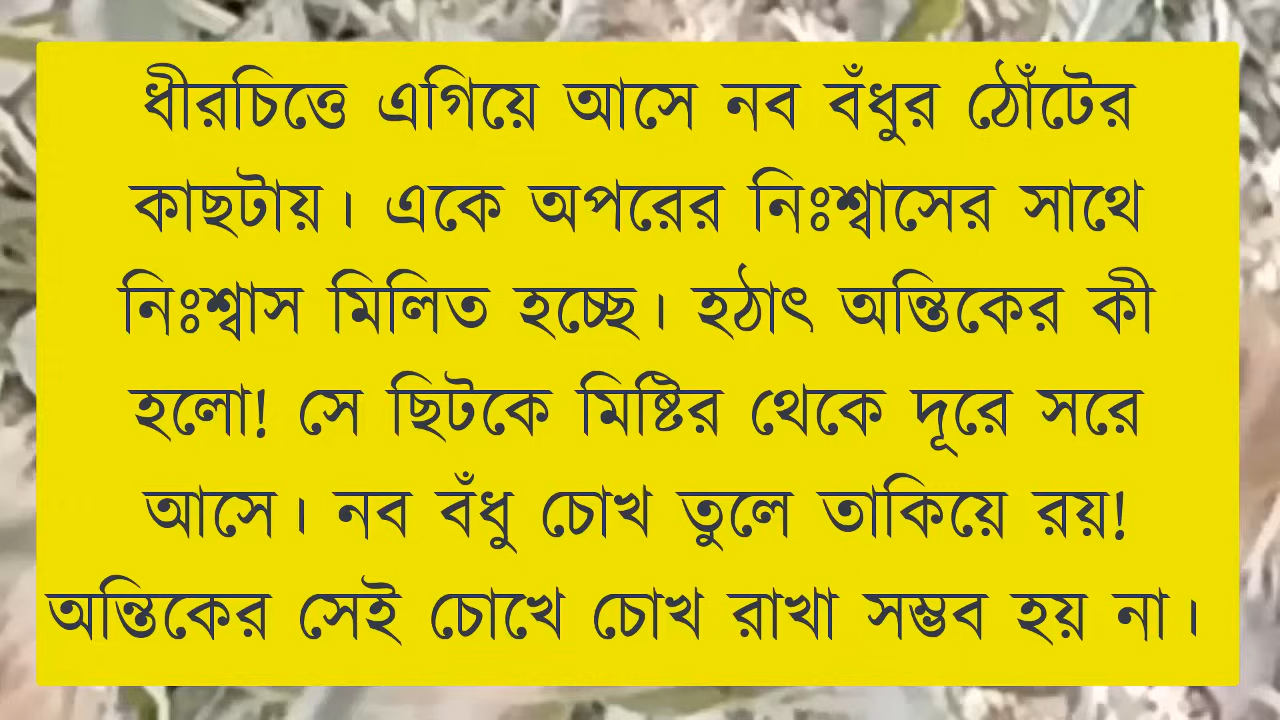 ধীরচিত্তে এগিয়ে আসে নব বঁধুর ঠোঁটের
কাছটায়। একে অপরের নিঃশ্বাসের সাথে
নিঃশ্বাস মিলিত হচ্ছে। হঠাৎ অন্তিকের কী
হলো! সে ছিটকে মিষ্টির থেকে দূরে সরে
আসে। নব বঁধু চোখ তুলে তাকিয়ে রয়!
অন্তিকের সেই চোখে চোখ রাখা সম্ভব হয় না।